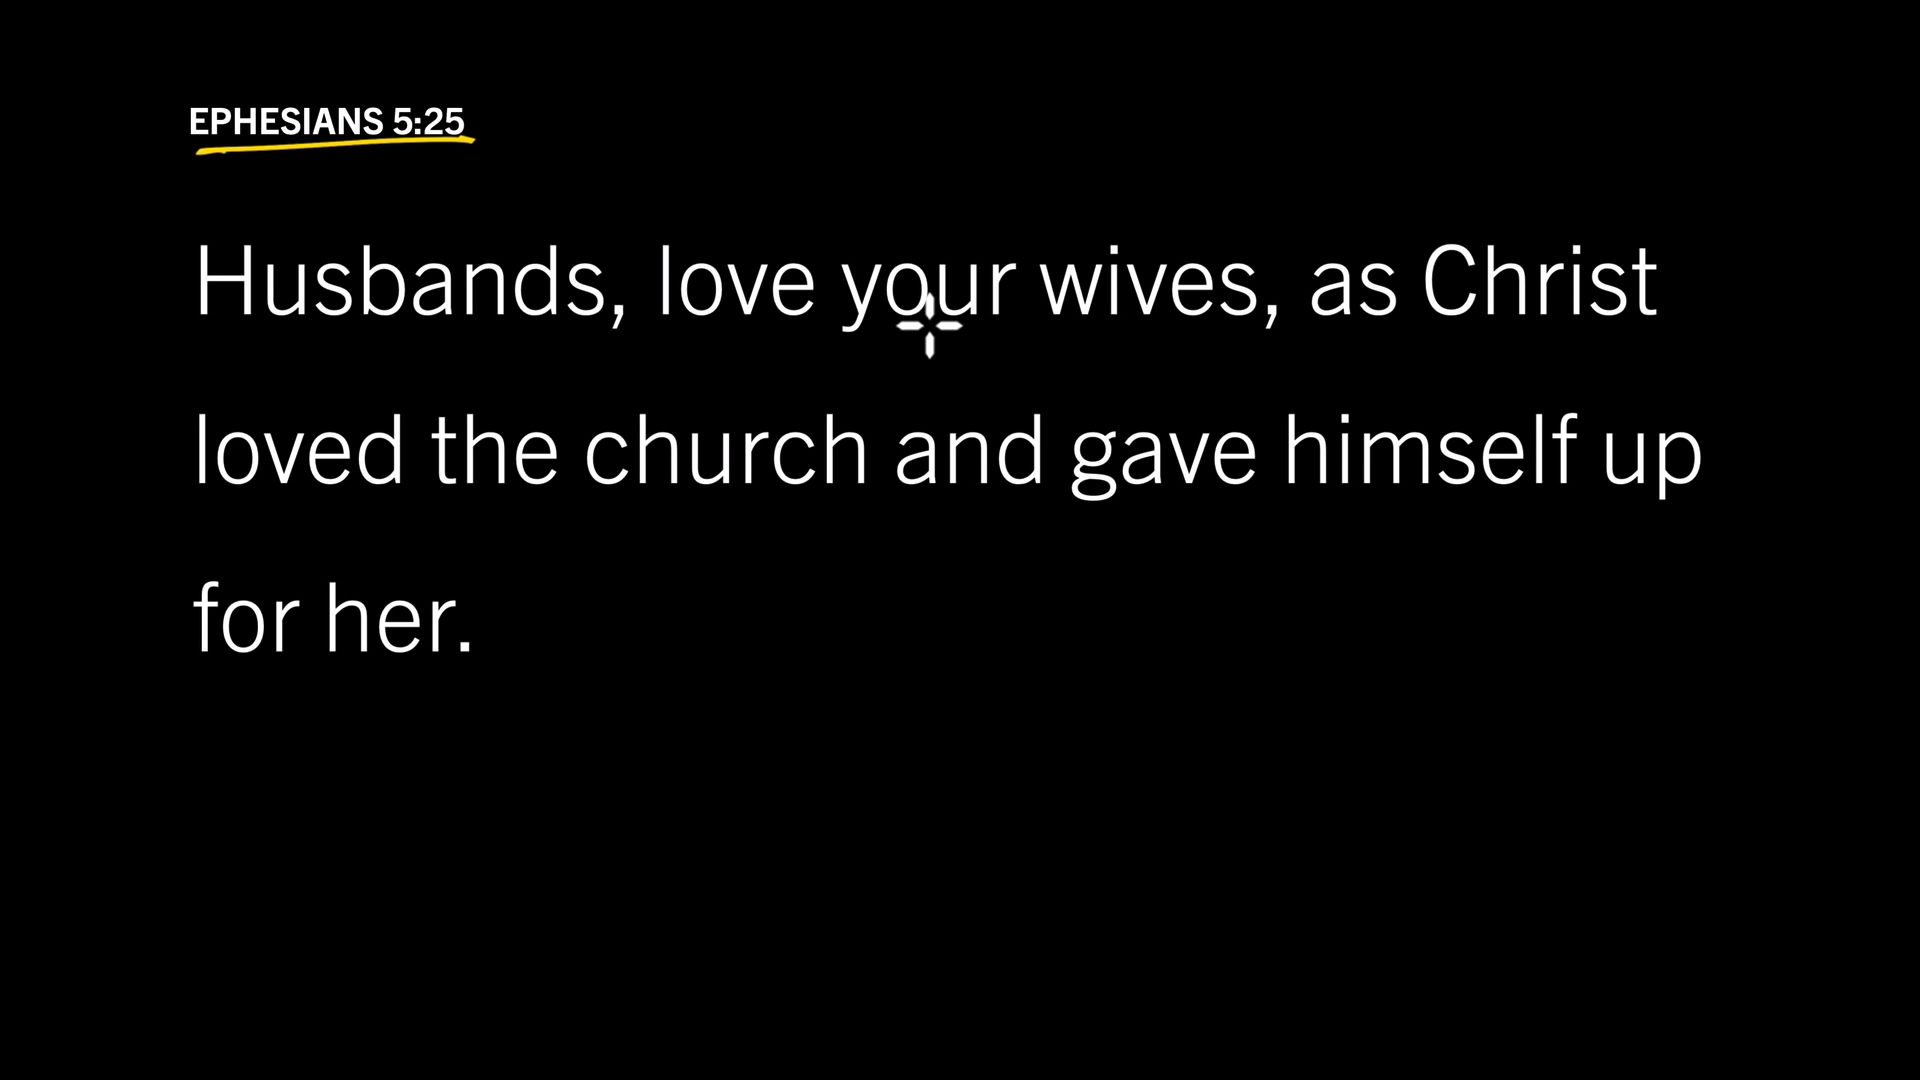 EPHESIANS 5:25
Husbands, love your wives, as Christ
loved the church and gave himself up
for her.